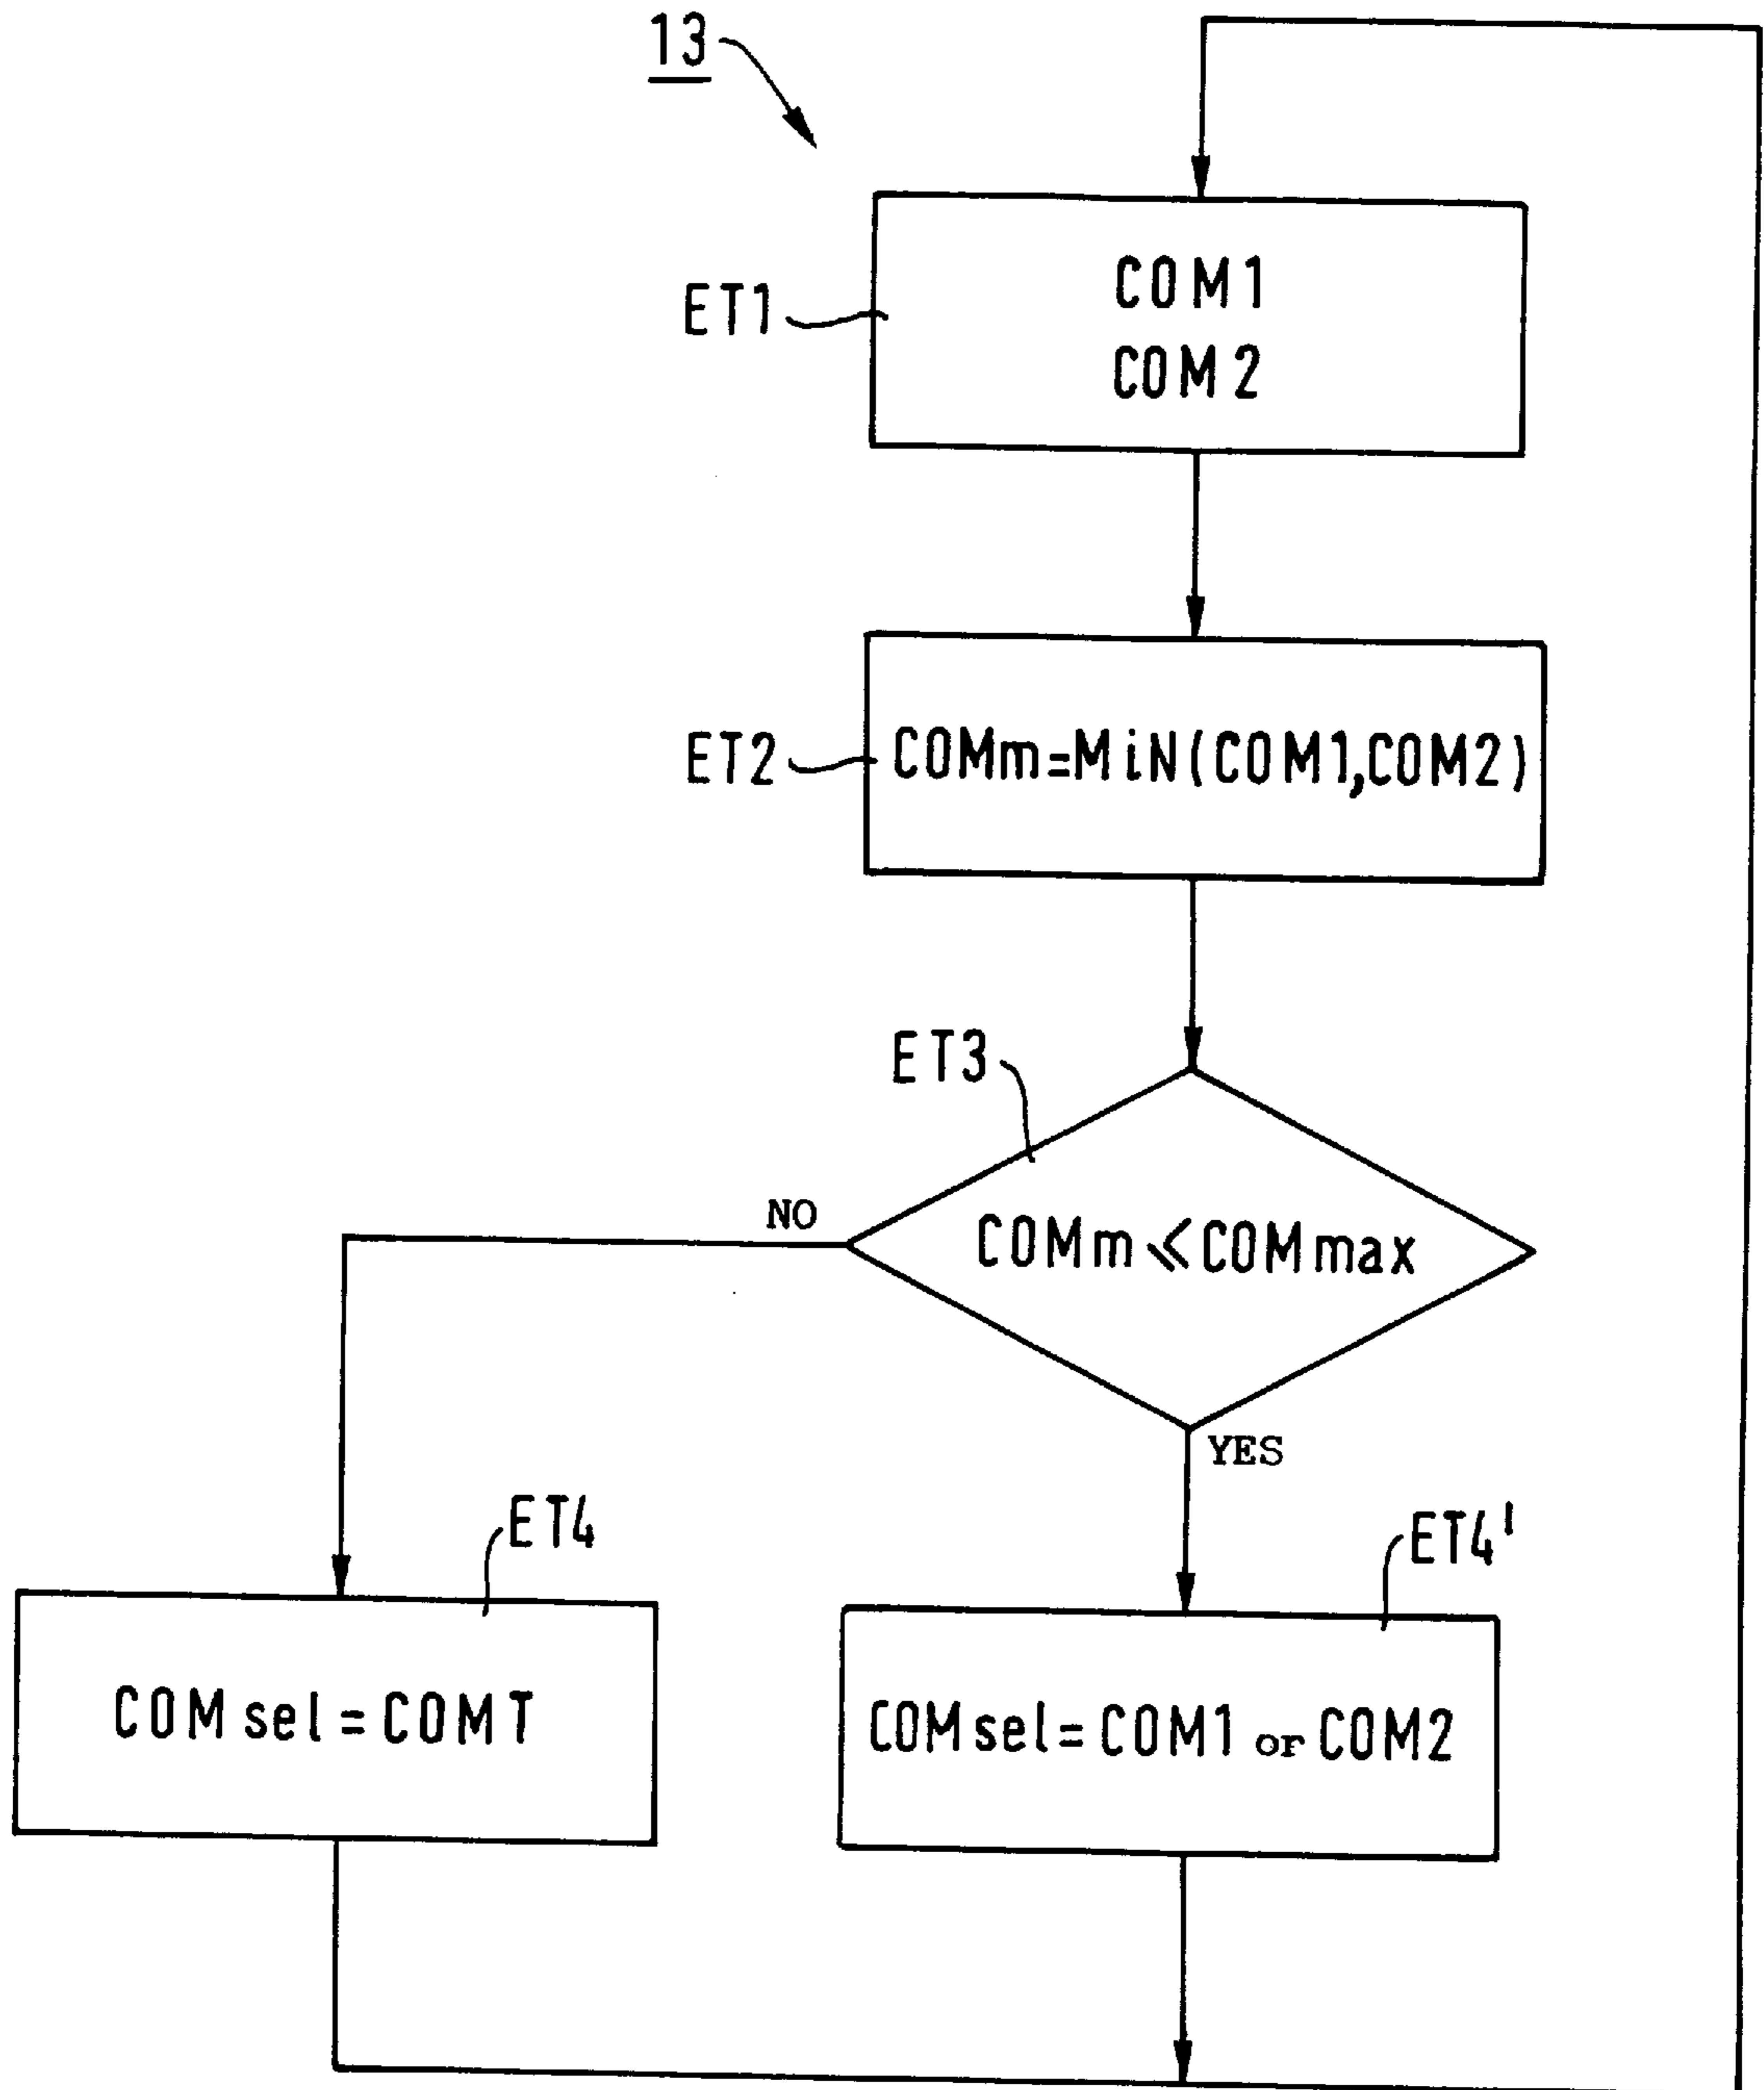 13
ET1
COM1
COM2
ET2
COMm=MiN(COM1,COM2)
ET3
NO
COMm⩽COMmax
YES
ET4
ET4'
COMsel=COMT
COMsel=COM1 or COM2